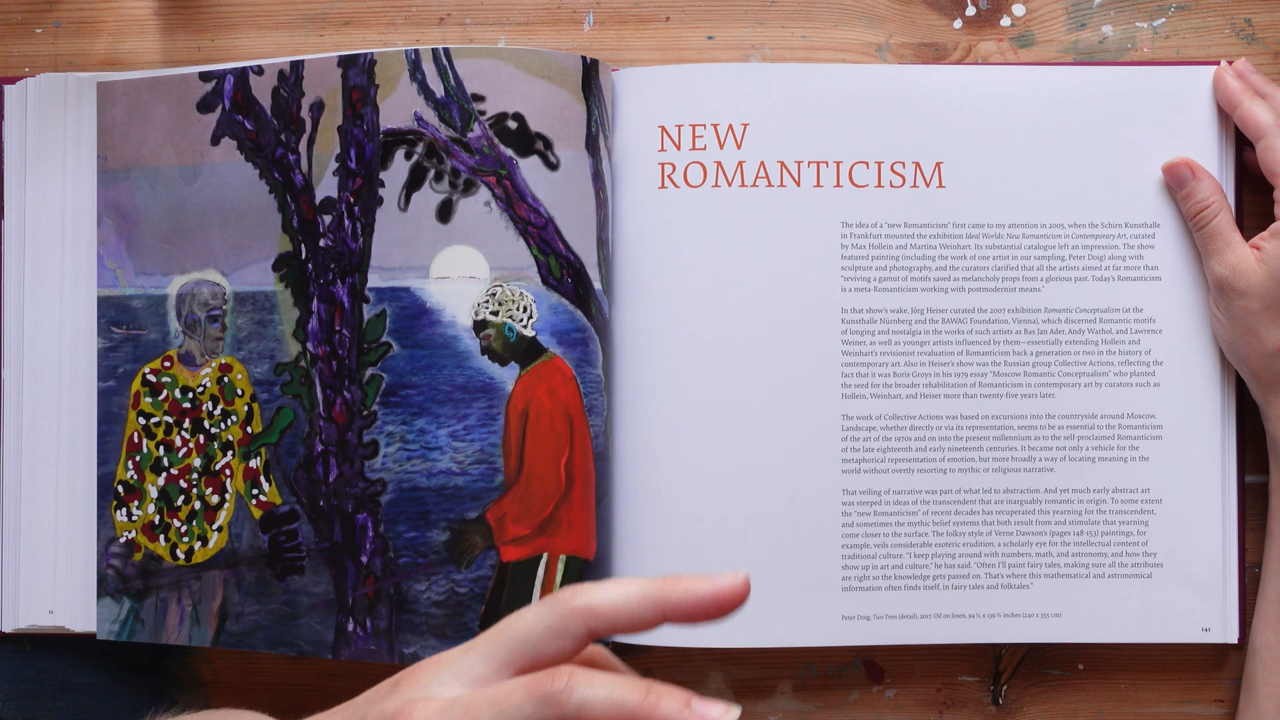 NEW
ROMANTICISM
The idea of a "new Romanticism" first came to my attention in 2005, when the Schirn Kunsthalle
in Frankfurt mounted the exhibition Ideal Worlds: New Romanticism in Contemporary Art, curated
by Max Hollein and Martina Weinhart. Its substantial catalogue left an impression. The show
featured painting (including the work of one artist in our sampling, Peter Doig) along with
sculpture and photography, and the curators clarified that all the artists aimed at far more than
"reviving a gamut of motifs saved as melancholy props from a glorious past. Today's Romanticism
is a meta-Romanticism working with postmodernist means."
In that show's wake, Jörg Heiser curated the 2007 exhibition Romantic Conceptualism (at the
Kunsthalle Nürnberg and the BAWAG Foundation, Vienna), which discerned Romantic motifs
of longing and nostalgia in the works of such artists as Bas Jan Ader, Andy Warhol, and Lawrence
Weiner, as well as younger artists influenced by them—essentially extending Hollein and
Weinhart's revisionist revaluation of Romanticism back a generation or two in the history of
contemporary art. Also in Heiser's show was the Russian group Collective Actions, reflecting the
fact that it was Boris Groys in his 1979 essay "Moscow Romantic Conceptualism" who planted
the seed for the broader rehabilitation of Romanticism in contemporary art by curators such as
Hollein, Weinhart, and Heiser more than twenty-five years later.
The work of Collective Actions was based on excursions into the countryside around Moscow.
Landscape, whether directly or via its representation, seems to be as essential to the Romanticism
of the art of the 1970s and on into the present millennium as to the self-proclaimed Romanticism
of the late eighteenth and early nineteenth centuries. It became not only a vehicle for the
metaphorical representation of emotion, but more broadly a way of locating meaning in the
world without overtly resorting to mythic or religious narrative.
That veiling of narrative was part of what led to abstraction. And yet much early abstract art
was steeped in ideas of the transcendent that are inarguably romantic in origin. To some extent
the "new Romanticism" of recent decades has recuperated this yearning for the transcendent,
and sometimes the mythic belief systems that both result from and stimulate that yearning
come closer to the surface. The folksy style of Verne Dawson's (pages 148-153) paintings, for
example, veils considerable esoteric erudition, a scholarly eye for the intellectual content of
traditional culture. "I keep playing around with numbers, math, and astronomy, and how they
show up in art and culture," he has said. "Often I'll paint fairy tales, making sure all the attributes
are right so the knowledge gets passed on. That's where this mathematical and astronomical
information often finds itself, in fairy tales and folktales."
Peter Doig, Two Trees (detail), 2017. Oil on linen, 94 ½ x 139 ¾ inches (240 x 355 cm)
141